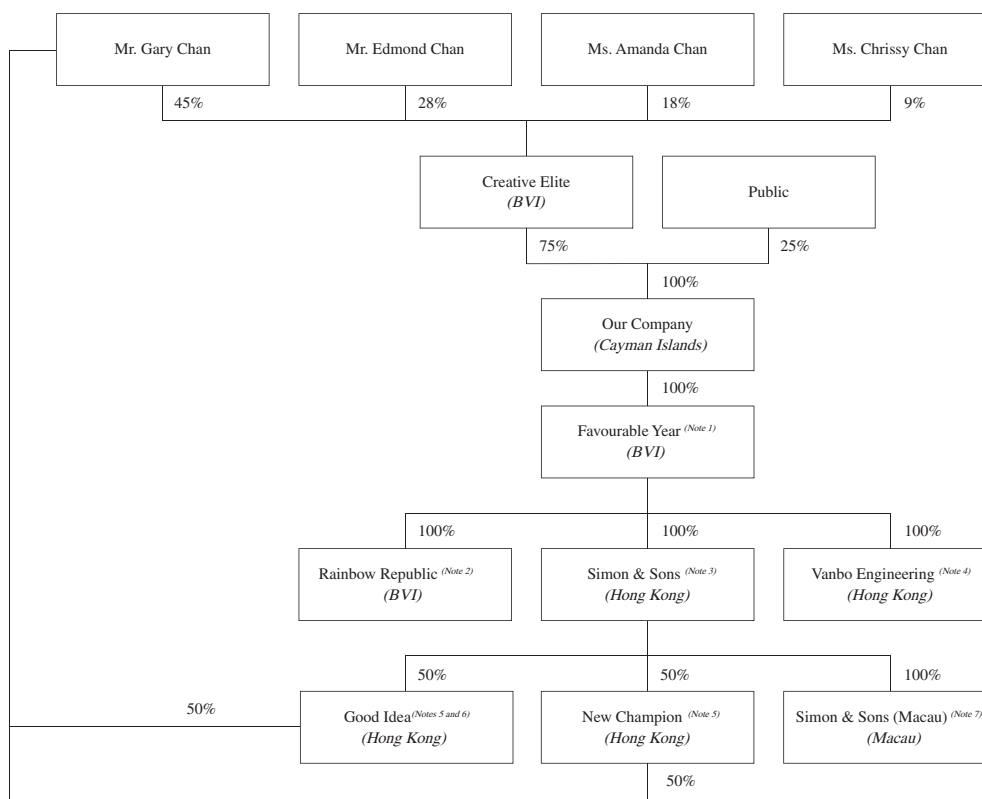 Mr. Gary Chan
Mr. Edmond Chan
Ms. Amanda Chan
Ms. Chrissy Chan
45%
28%
18%
9%
Creative Elite
(BVI)
Public
75%
25%
100%
Our Company
(Cayman Islands)
100%
Favourable Year (Note 1)
(BVI)
100%
100%
100%
Rainbow Republic (Note 2)
(BVI)
Simon & Sons (Note 3)
(Hong Kong)
Vanbo Engineering (Note 4)
(Hong Kong)
50%
50%
100%
50%
Good Idea (Notes 5 and 6)
(Hong Kong)
New Champion (Note 5)
(Hong Kong)
Simon & Sons (Macau) (Note 7)
(Macau)
50%